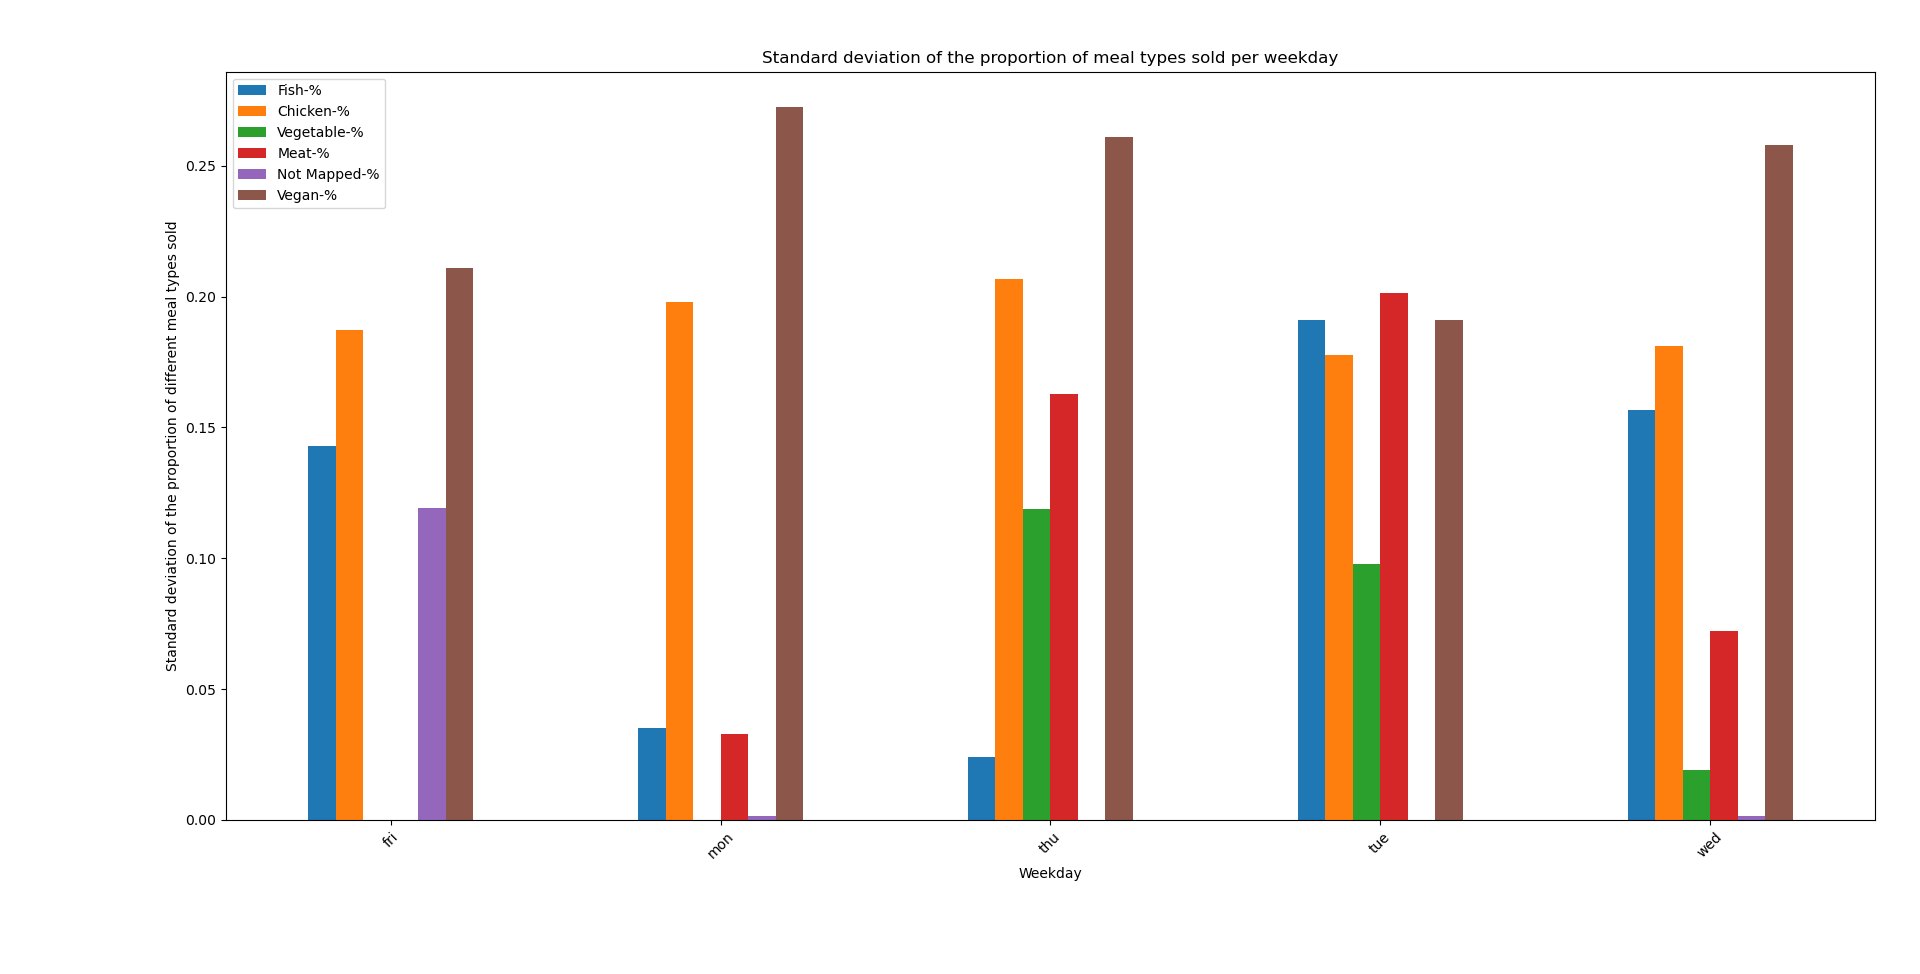 Standard deviation of the proportion of meal types sold per weekday
Fish-%
Chicken-%
Vegetable-%
Meat-%
Not Mapped-%
Vegan-%
Standard deviation of the proportion of different meal types sold
0.25
0.20
0.15
0.10
0.05
0.00
fri
mon
thu
tue
wed
Weekday